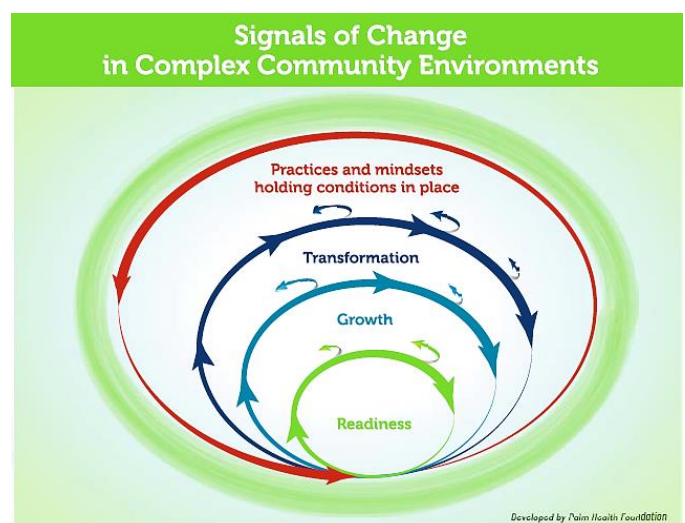 Signals of Change
in Complex Community Environments
Practices and mindsets
holding conditions in place
Transformation
Growth
Readiness
Developed by Palm Health Foundation